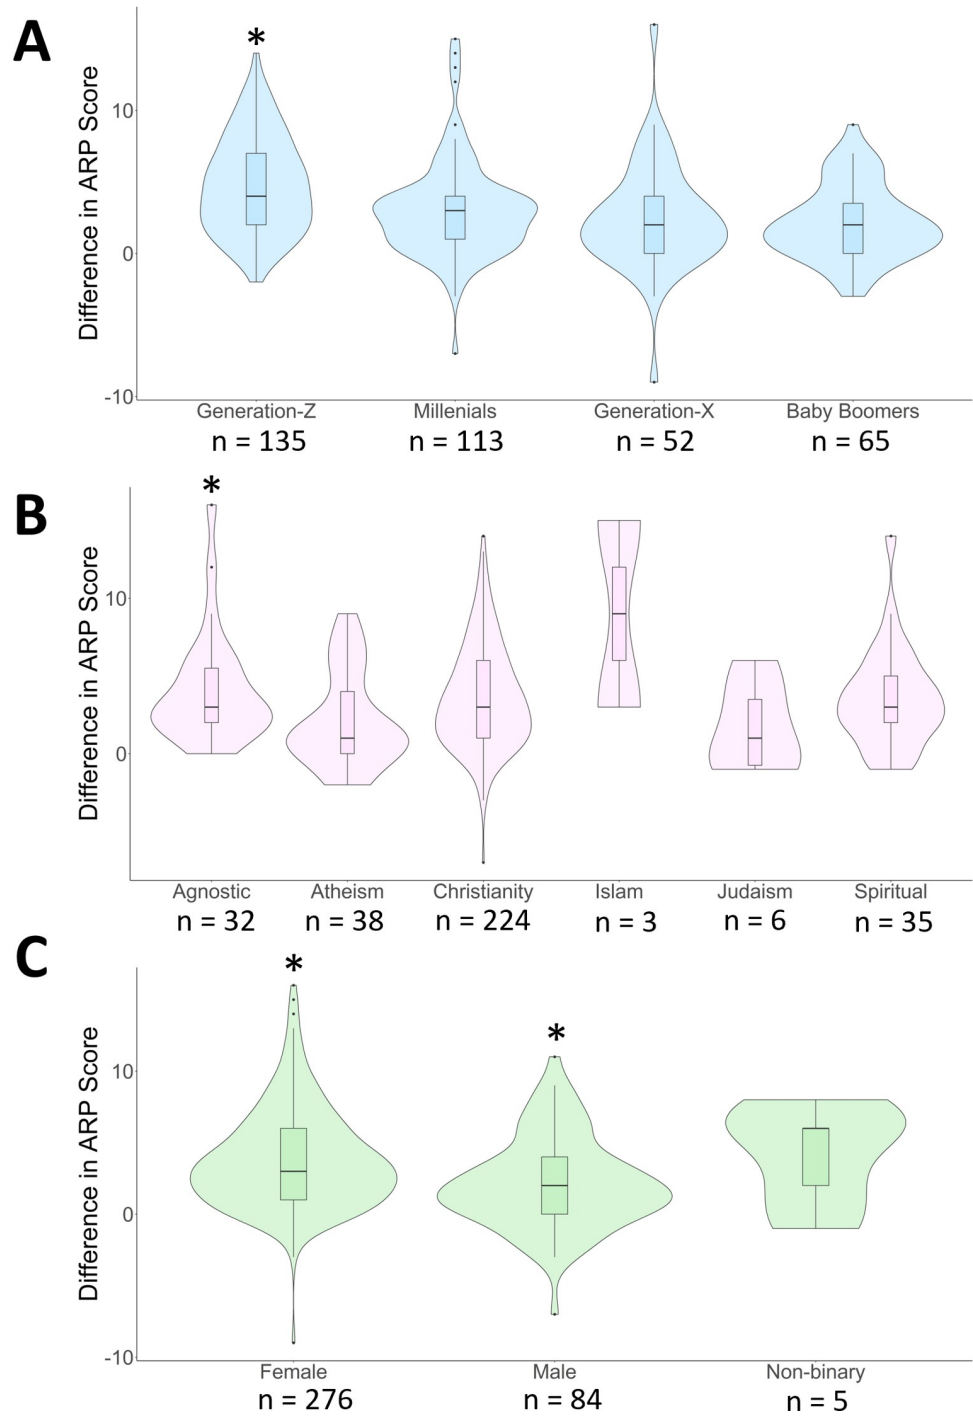 A
*
Difference in ARP Score
10
0
-10
Generation-Z Millenials Generation-X Baby Boomers
n = 135 n = 113 n = 52 n = 65
B
*
Difference in ARP Score
10
0
Agnostic Atheism Christianity Islam Judaism Spiritual
n = 32 n = 38 n = 224 n = 3 n = 6 n = 35
C
* *
Difference in ARP Score
10
0
-10
Female Male Non-binary
n = 276 n = 84 n = 5